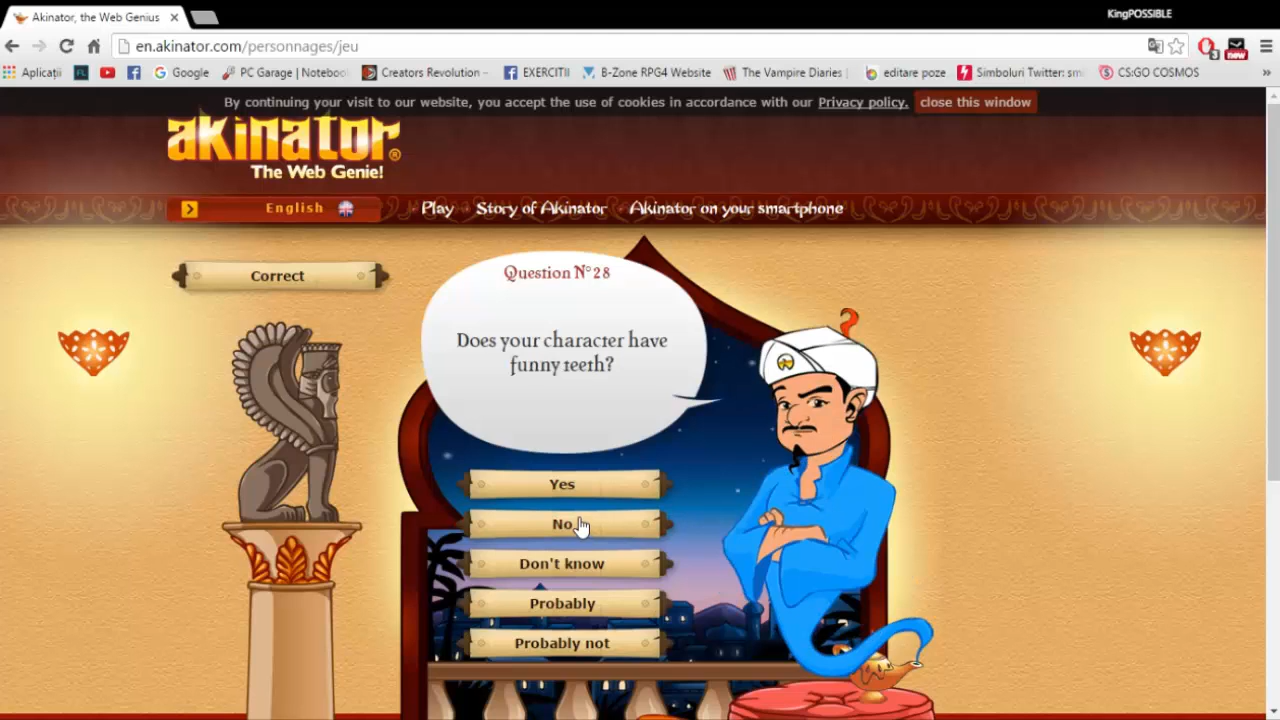 Akinator, the Web Genius
KingPOSSIBLE
en.akinator.com/personnages/jeu
Aplicații
Google
PC Garage | Notebool
Creators Revolution -
EXERCITII
B-Zone RPG4 Website
The Vampire Diaries
editare poze
Simboluri Twitter: sm
CS:GO COSMOS
By continuing your visit to our website, you accept the use of cookies in accordance with our Privacy policy. close this window
akinator®
The Web Genie!
English
Play
Story of Akinator
Akinator on your smartphone
Correct
Question N°28
Does your character have
funny teeth?
Yes
No
Don't know
Probably
Probably not